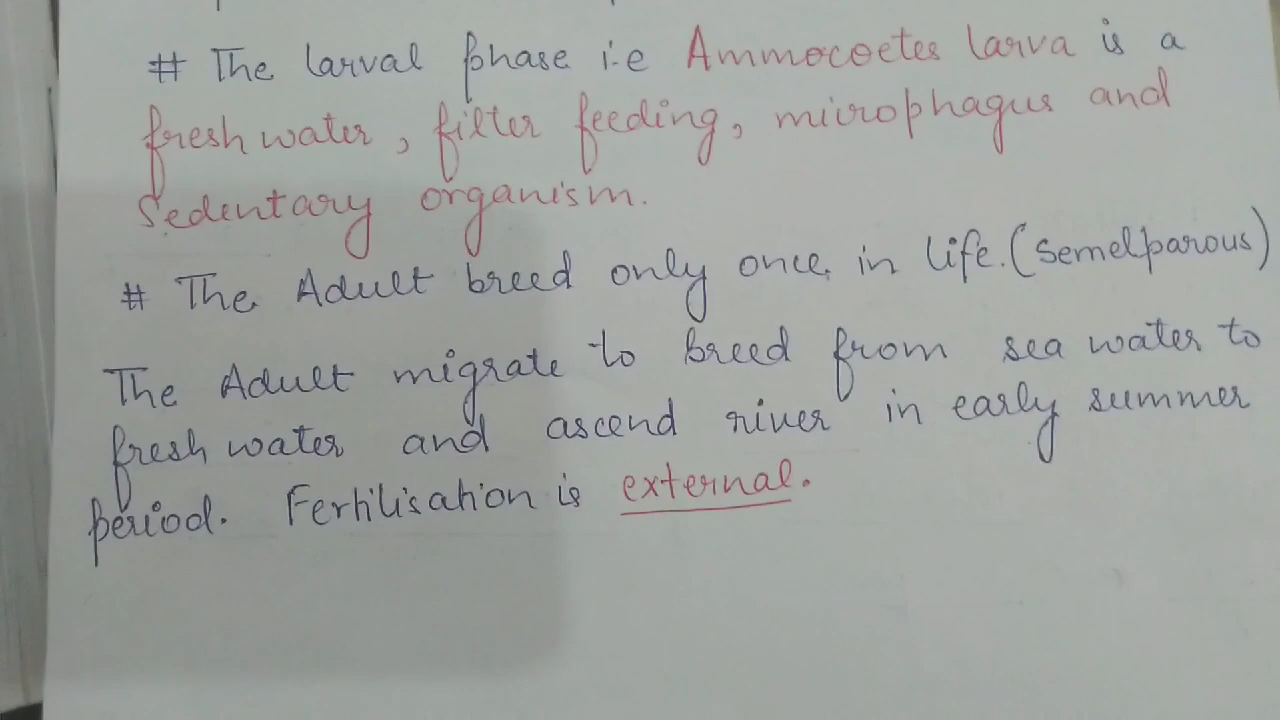 # The larval phase i.e Ammocoetes larva is a
fresh water, filter feeding, microphagus and
Sedentary organism.
# The Adult breed only once in life. (Semelparous)
The Adult migrate to breed from sea water to
fresh water and ascend river in early summer
period. Fertilisation is external.